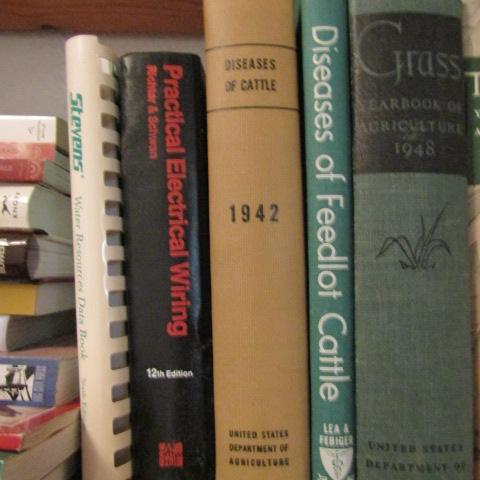 Stevens
Water Resources Data Book
Practical Electrical Wiring
Richter & Schwan
12th Edition
DISEASES
OF CATTLE
1942
UNITED STATES
DEPARTMENT OF
AGRICULTURE
Diseases of Feedlot Cattle
LEA &
FEBIGER
Grass
YEARBOOK OF
AGRICULTURE
1948
UNITED STATES
DEPARTMENT OF